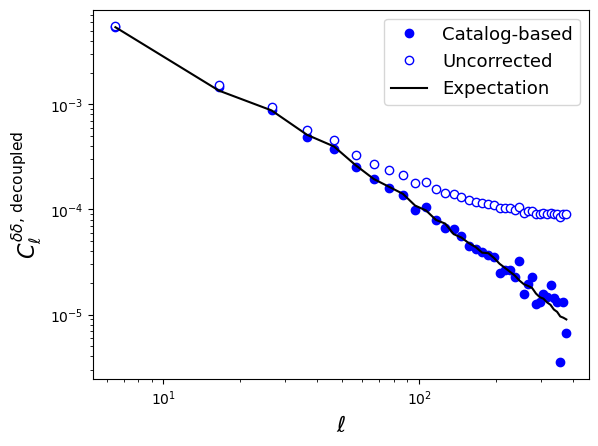 Catalog-based
Uncorrected
Expectation
10⁻³
10⁻⁴
10⁻⁵
C_ℓ^δδ, decoupled
10¹
10²
ℓ